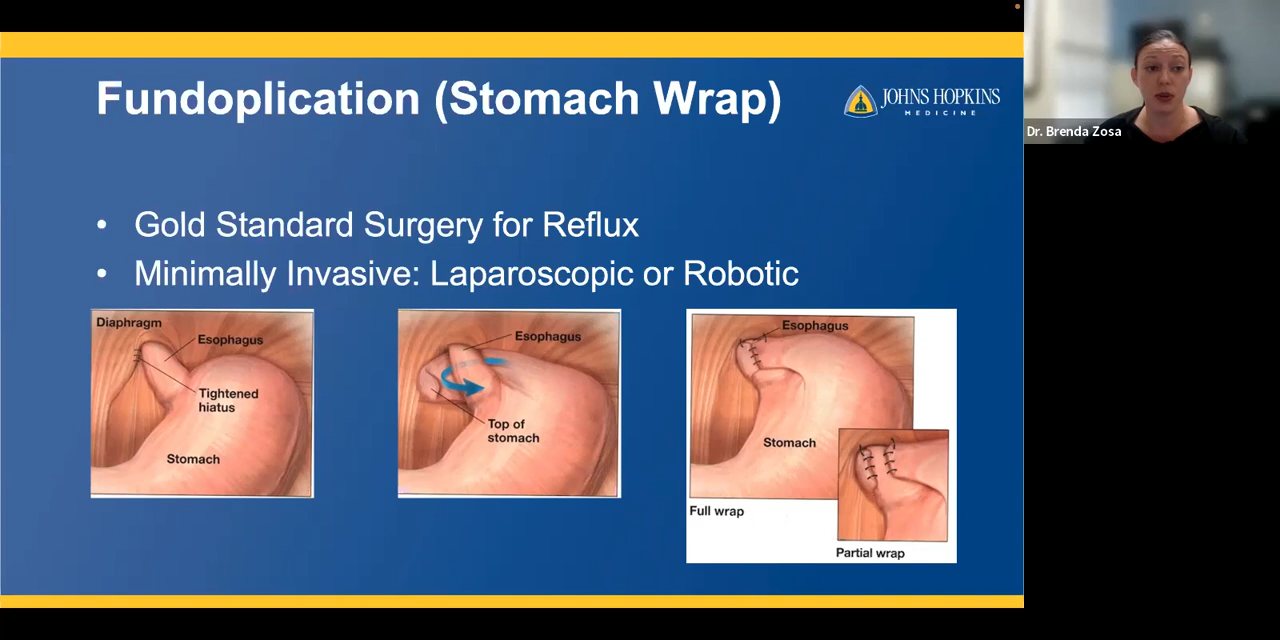 Fundoplication (Stomach Wrap)
JOHNS HOPKINS
MEDICINE
Dr. Brenda Zosa
• Gold Standard Surgery for Reflux
• Minimally Invasive: Laparoscopic or Robotic
Diaphragm
Esophagus
Tightened
hiatus
Stomach
Esophagus
Top of
stomach
Esophagus
Stomach
Full wrap
Partial wrap